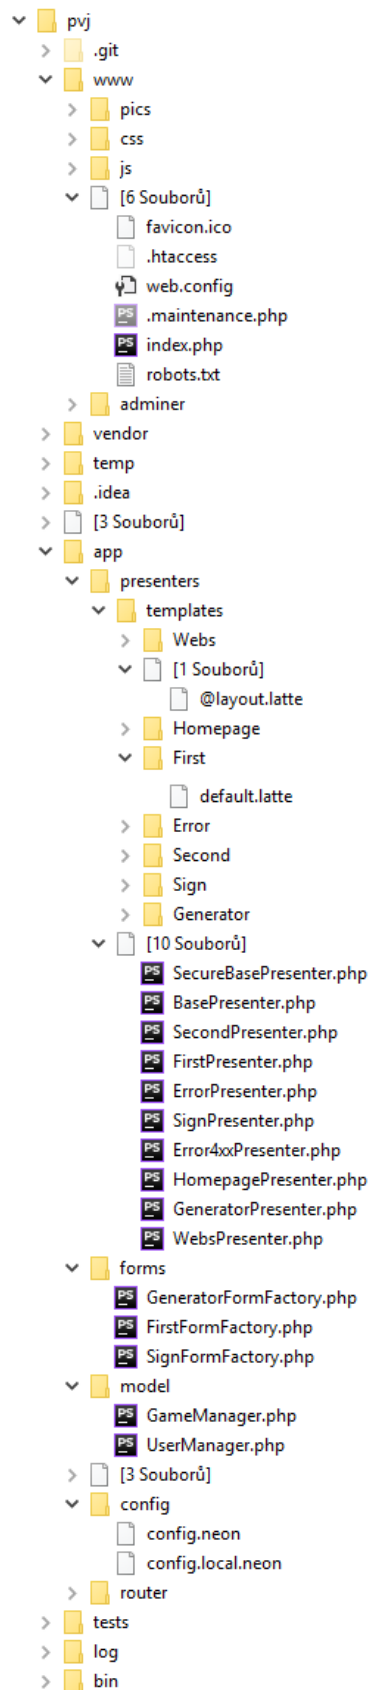 pvj
.git
www
pics
css
js
[6 Souborů]
favicon.ico
.htaccess
web.config
.maintenance.php
index.php
robots.txt
adminer
vendor
temp
.idea
[3 Souborů]
app
presenters
templates
Webs
[1 Souborů]
@layout.latte
Homepage
First
default.latte
Error
Second
Sign
Generator
[10 Souborů]
SecureBasePresenter.php
BasePresenter.php
SecondPresenter.php
FirstPresenter.php
ErrorPresenter.php
SignPresenter.php
Error4xxPresenter.php
HomepagePresenter.php
GeneratorPresenter.php
WebsPresenter.php
forms
GeneratorFormFactory.php
FirstFormFactory.php
SignFormFactory.php
model
GameManager.php
UserManager.php
[3 Souborů]
config
config.neon
config.local.neon
router
tests
log
bin